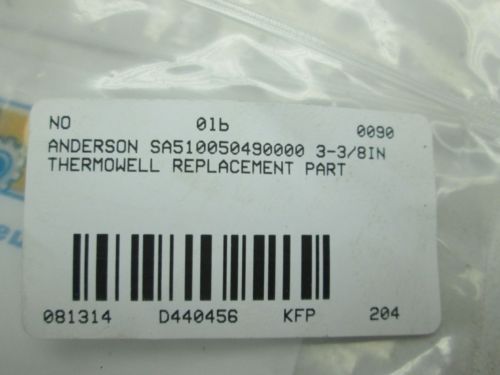 NO 01b 0090
ANDERSON SA510050490000 3-3/8IN
THERMOWELL REPLACEMENT PART
081314 D440456 KFP 204